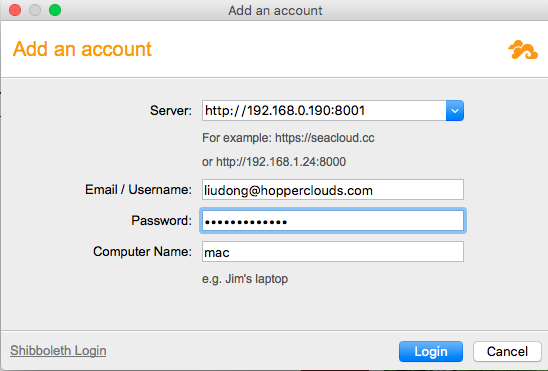 Add an account
Add an account
Server: http://192.168.0.190:8001
For example: https://seacloud.cc
or http://192.168.1.24:8000
Email / Username: liudong@hopperclouds.com
Password: •••••••••••••
Computer Name: mac
e.g. Jim's laptop
Shibboleth Login Login Cancel